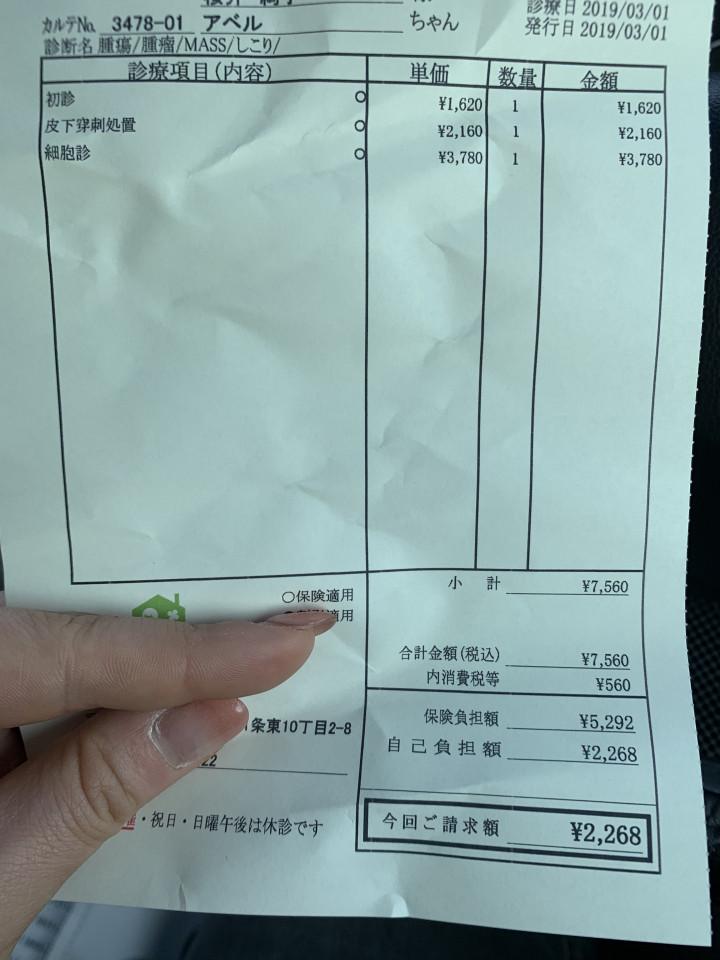 診療日 2019/03/01
発行日 2019/03/01
カルテNo. 3478-01 アベル ちゃん
診断名 腫瘍/腫瘤/MASS/しこり/
診療項目(内容) 単価 数量 金額
初診 ○ ¥1,620 1 ¥1,620
皮下穿刺処置 ○ ¥2,160 1 ¥2,160
細胞診 ○ ¥3,780 1 ¥3,780
小計 ¥7,560
○保険適用
適用
合計金額(税込) ¥7,560
内消費税等 ¥560
保険負担額 ¥5,292
条東10丁目2-8
自己負担額 ¥2,268
22
今回ご請求額 ¥2,268
・祝日・日曜午後は休診です